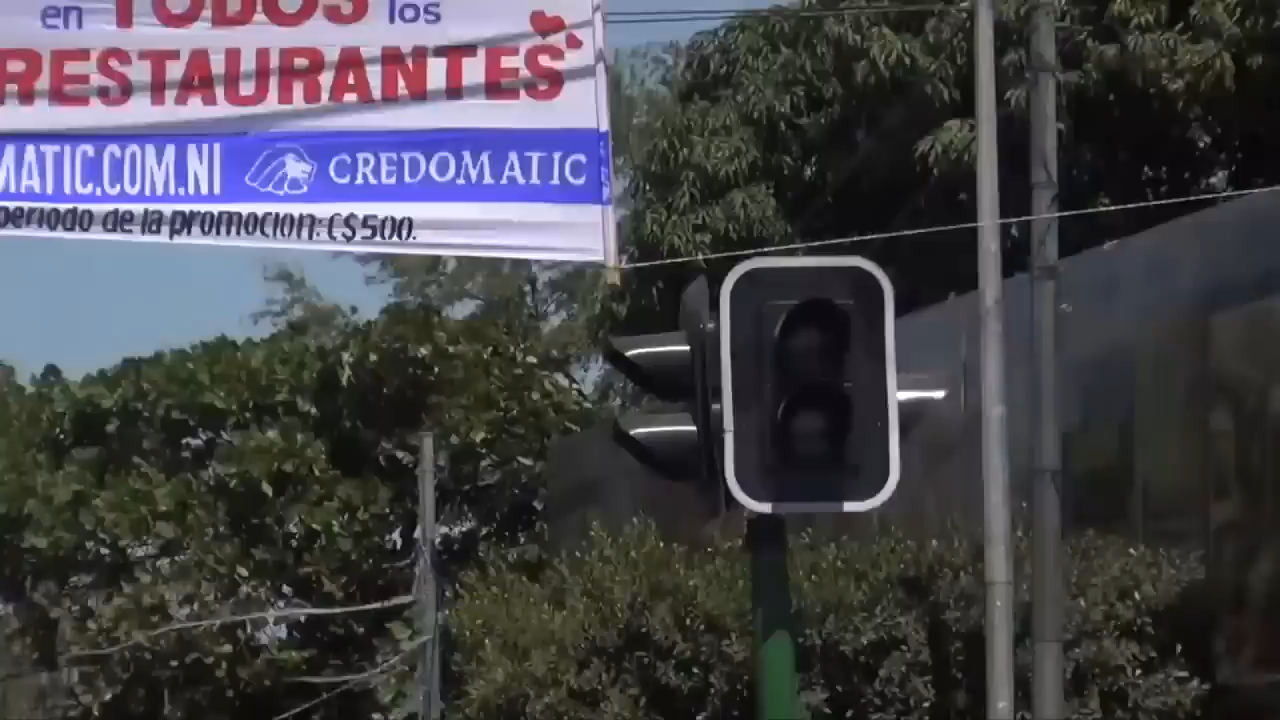 en TODOS los
RESTAURANTES
MATIC.COM.NI CREDOMATIC
periodo de la promocion: C$500.